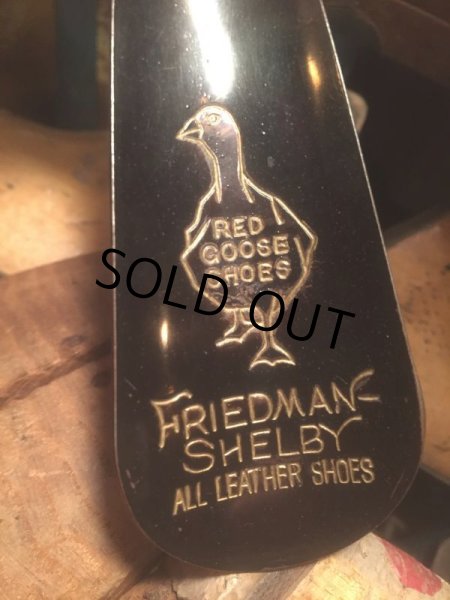 RED
GOOSE
SHOES
SOLD OUT
FRIEDMAN
SHELBY
ALL LEATHER SHOES